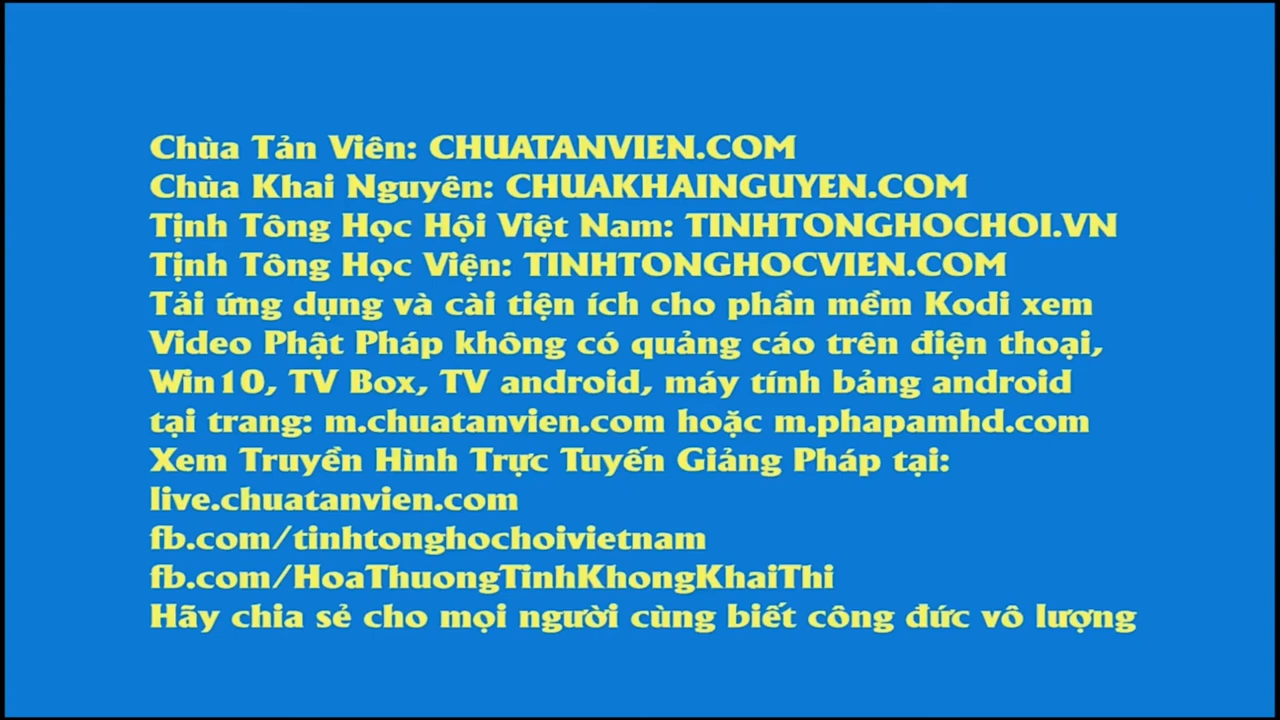 Chùa Tản Viên: CHUATANVIEN.COM
Chùa Khai Nguyên: CHUAKHAINGUYEN.COM
Tịnh Tông Học Hội Việt Nam: TINHTONGHOCHOI.VN
Tịnh Tông Học Viện: TINHTONGHOCVIEN.COM
Tải ứng dụng và cài tiện ích cho phần mềm Kodi xem
Video Phật Pháp không có quảng cáo trên điện thoại,
Win10, TV Box, TV android, máy tính bảng android
tại trang: m.chuatanvien.com hoặc m.phapamhd.com
Xem Truyền Hình Trực Tuyến Giảng Pháp tại:
live.chuatanvien.com
fb.com/tinhtonghochoivietnam
fb.com/HoaThuongTinhKhongKhaiThi
Hãy chia sẻ cho mọi người cùng biết công đức vô lượng